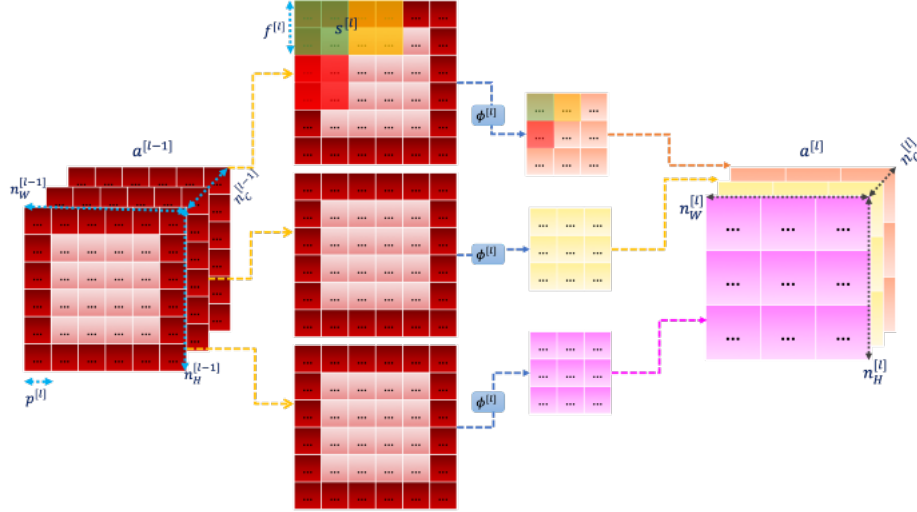 f^[l]
s^[l]
a^[l-1]
n_W^[l-1]
n_C^[l-1]
n_H^[l-1]
p^[l]
ϕ^[l]
ϕ^[l]
ϕ^[l]
a^[l]
n_C^[l]
n_W^[l]
n_H^[l]
... ... ...
... ... ...
... ... ...